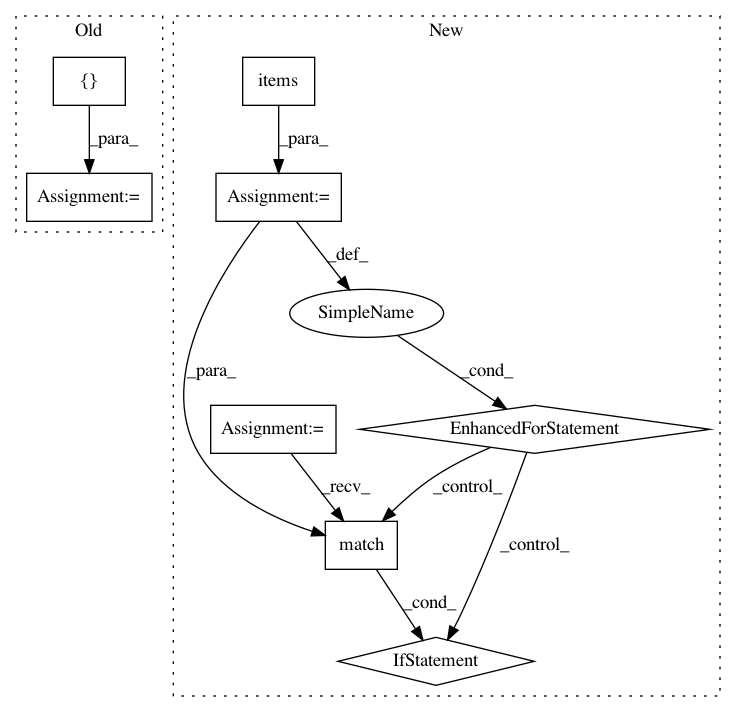 Old
New
{}
items
_para_
_para_
Assignment:=
Assignment:=
_def_
SimpleName
_para_
_cond_
Assignment:=
EnhancedForStatement
_recv_
_control_
match
_control_
_cond_
IfStatement